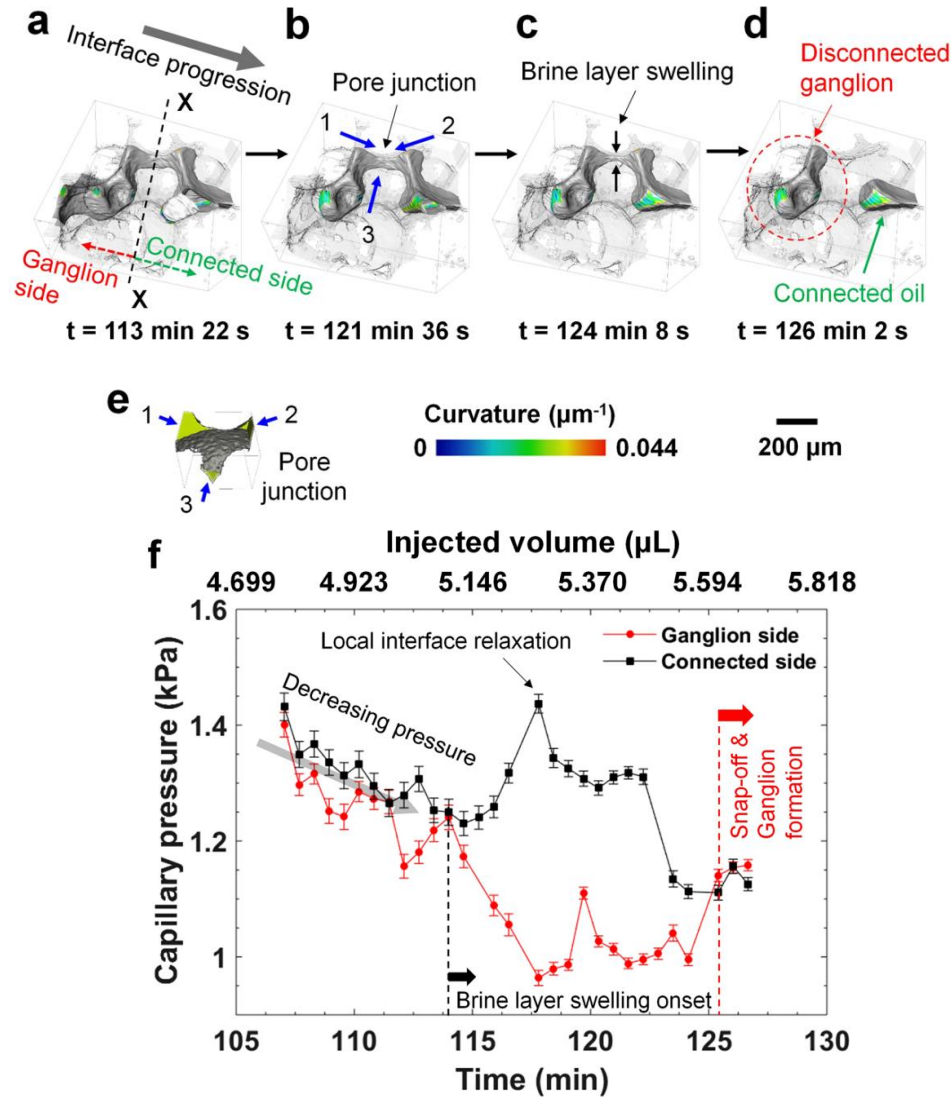 a
Interface progression
X
X
Ganglion side
Connected side
t = 113 min 22 s
b
Pore junction
1
2
3
t = 121 min 36 s
c
Brine layer swelling
t = 124 min 8 s
d
Disconnected
ganglion
Connected oil
t = 126 min 2 s
e
1
2
3
Pore
junction
Curvature (µm⁻¹)
0
0.044
200 µm
f
Injected volume (µL)
4.699 4.923 5.146 5.370 5.594 5.818
Capillary pressure (kPa)
1.6
1.4
1.2
1
Local interface relaxation
Decreasing pressure
Ganglion side
Connected side
Snap-off &
Ganglion
formation
Brine layer swelling onset
105 110 115 120 125 130
Time (min)